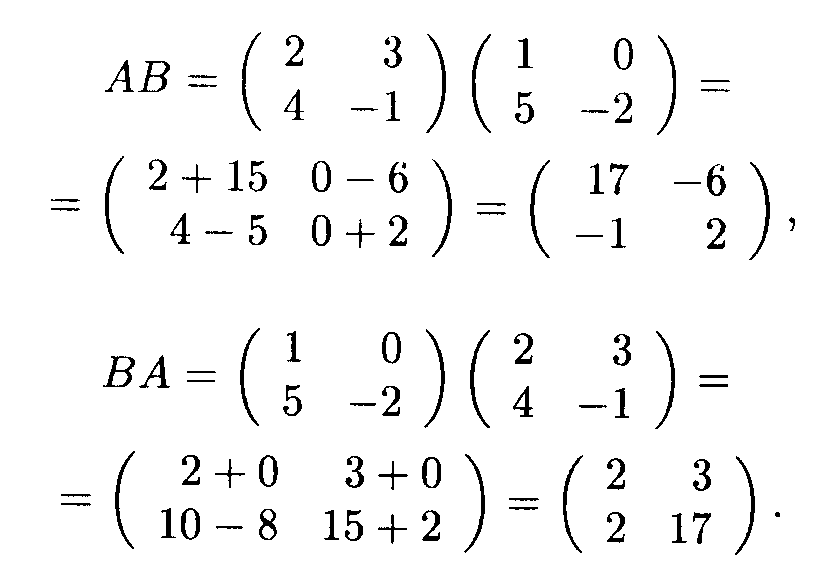 AB = ( 2 3 ; 4 −1 ) ( 1 0 ; 5 −2 ) =
= ( 2 + 15 0 − 6 ; 4 − 5 0 + 2 ) = ( 17 −6 ; −1 2 ) ,
BA = ( 1 0 ; 5 −2 ) ( 2 3 ; 4 −1 ) =
= ( 2 + 0 3 + 0 ; 10 − 8 15 + 2 ) = ( 2 3 ; 2 17 ) .